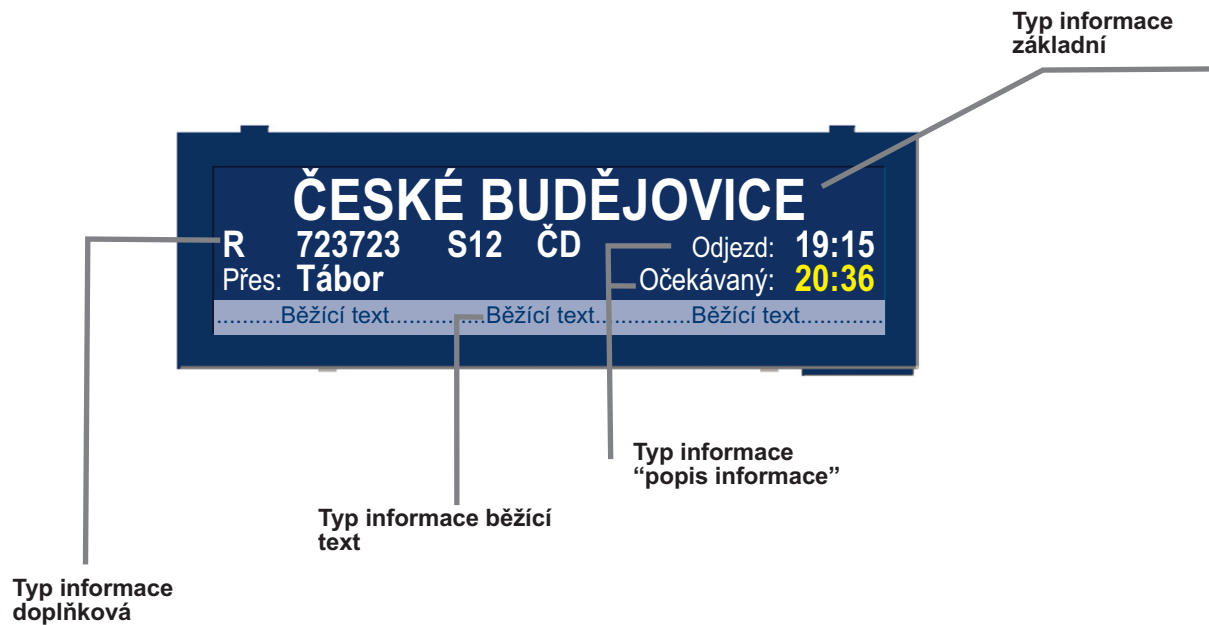 Typ informace
základní
ČESKÉ BUDĚJOVICE
R 723723 S12 ČD Odjezd: 19:15
Přes: Tábor Očekávaný: 20:36
..........Běžící text...............Běžící text...............Běžící text............
Typ informace
“popis informace”
Typ informace běžící
text
Typ informace
doplňková